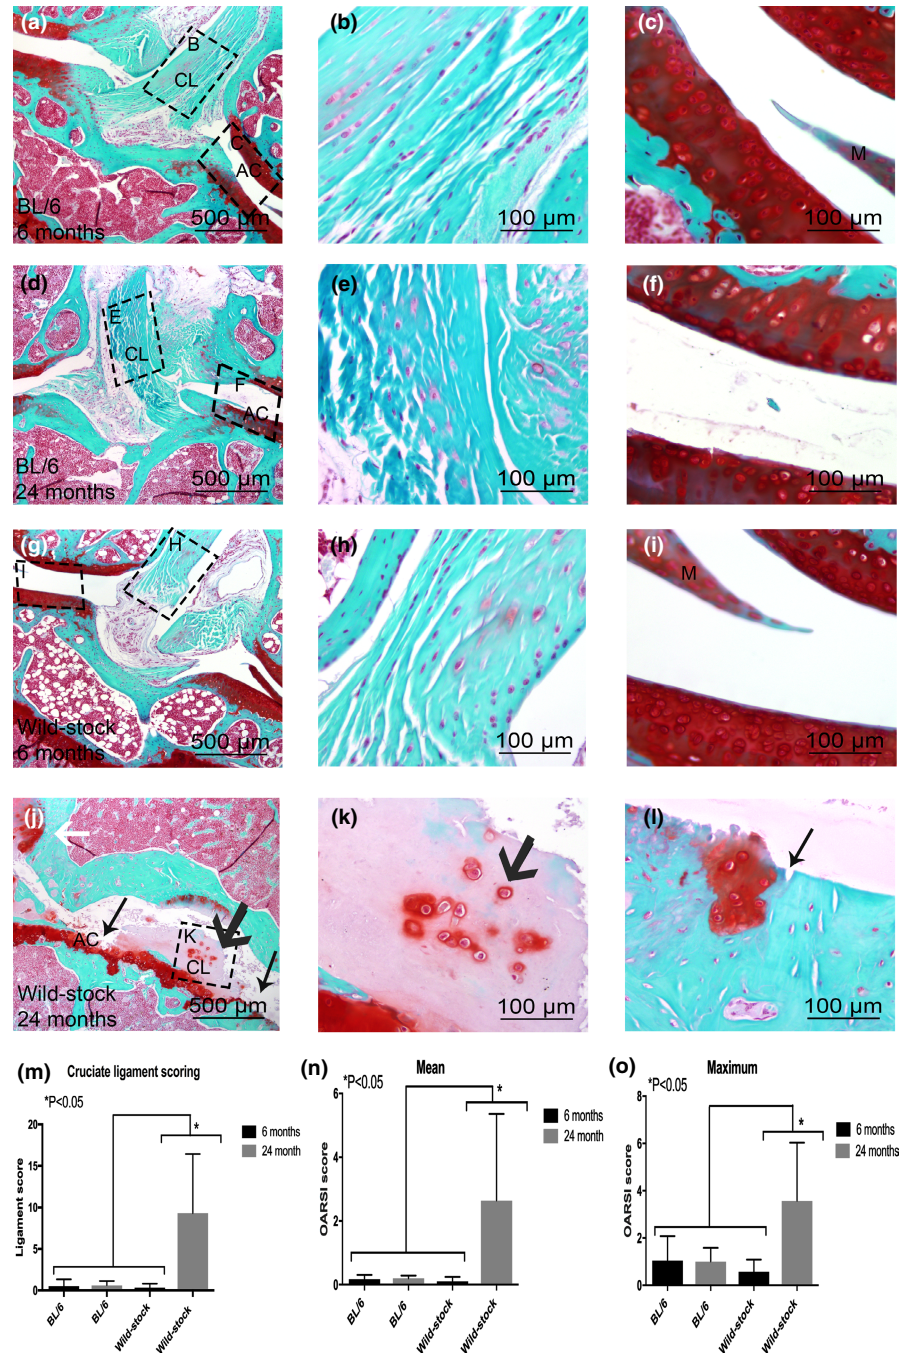 (a)
B
CL
C
AC
BL/6
6 months
500 µm
(b)
100 µm
(c)
M
100 µm
(d)
E
CL
F
AC
BL/6
24 months
500 µm
(e)
100 µm
(f)
100 µm
(g)
H
I
Wild-stock
6 months
500 µm
(h)
100 µm
(i)
M
100 µm
(j)
AC
K
CL
Wild-stock
24 months
500 µm
(k)
100 µm
(l)
100 µm
(m) Cruciate ligament scoring
*P<0.05
*
6 months
24 month
Ligament score
20
15
10
5
0
BL/6
BL/6
Wild-stock
Wild-stock
(n) Mean
*P<0.05
*
6 months
24 months
OARSI score
6
4
2
0
BL/6
BL/6
Wild-stock
Wild-stock
(o) Maximum
*P<0.05
*
6 months
24 months
OARSI score
8
6
4
2
0
BL/6
BL/6
Wild-stock
Wild-stock